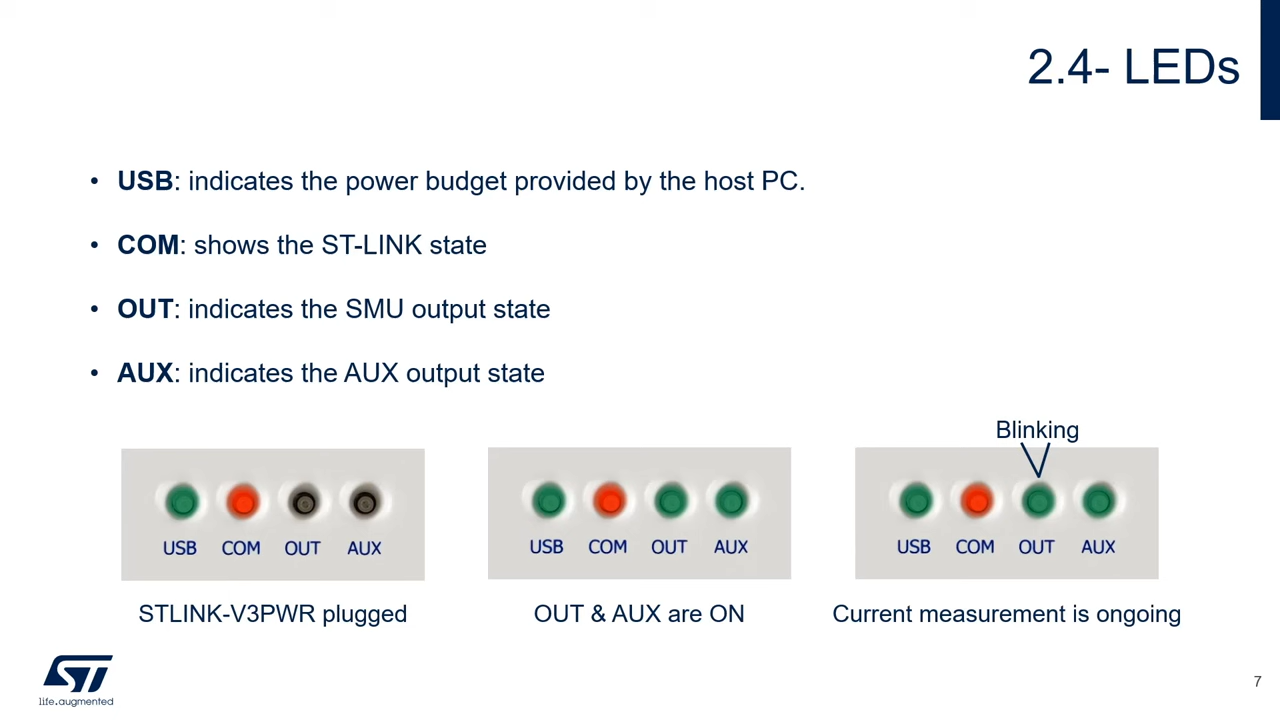 2.4- LEDs
• USB: indicates the power budget provided by the host PC.
• COM: shows the ST-LINK state
• OUT: indicates the SMU output state
• AUX: indicates the AUX output state
Blinking
USB COM OUT AUX
USB COM OUT AUX
USB COM OUT AUX
STLINK-V3PWR plugged
OUT & AUX are ON
Current measurement is ongoing
ST
life.augmented
7